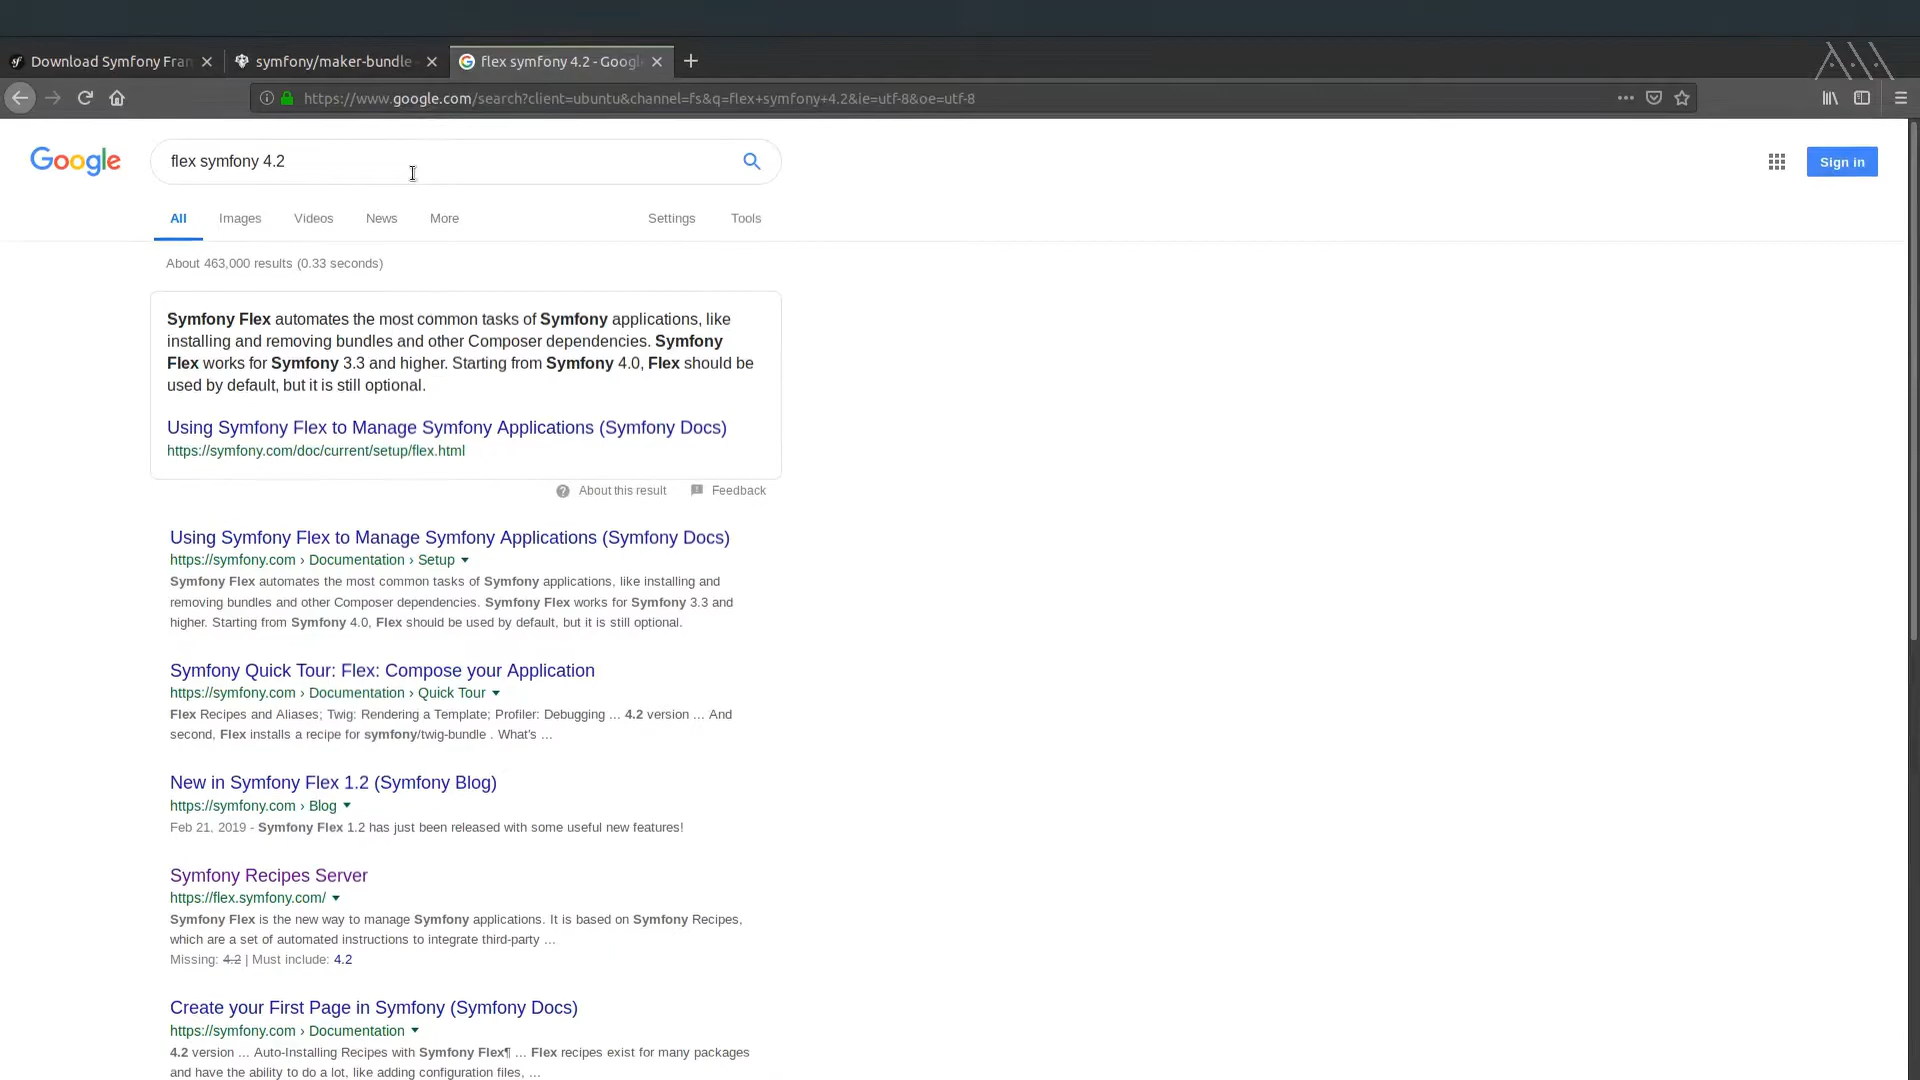 Download Symfony Fran
symfony/maker-bundle
flex symfony 4.2 - Googl
https://www.google.com/search?client=ubuntu&channel=fs&q=flex+symfony+4.2&ie=utf-8&oe=utf-8
Google
flex symfony 4.2
Sign in
All Images Videos News More Settings Tools
About 463,000 results (0.33 seconds)
Symfony Flex automates the most common tasks of Symfony applications, like
installing and removing bundles and other Composer dependencies. Symfony
Flex works for Symfony 3.3 and higher. Starting from Symfony 4.0, Flex should be
used by default, but it is still optional.
Using Symfony Flex to Manage Symfony Applications (Symfony Docs)
https://symfony.com/doc/current/setup/flex.html
About this result Feedback
Using Symfony Flex to Manage Symfony Applications (Symfony Docs)
https://symfony.com › Documentation › Setup
Symfony Flex automates the most common tasks of Symfony applications, like installing and
removing bundles and other Composer dependencies. Symfony Flex works for Symfony 3.3 and
higher. Starting from Symfony 4.0, Flex should be used by default, but it is still optional.
Symfony Quick Tour: Flex: Compose your Application
https://symfony.com › Documentation › Quick Tour
Flex Recipes and Aliases; Twig: Rendering a Template; Profiler: Debugging ... 4.2 version ... And
second, Flex installs a recipe for symfony/twig-bundle . What's ...
New in Symfony Flex 1.2 (Symfony Blog)
https://symfony.com › Blog
Feb 21, 2019 - Symfony Flex 1.2 has just been released with some useful new features!
Symfony Recipes Server
https://flex.symfony.com/
Symfony Flex is the new way to manage Symfony applications. It is based on Symfony Recipes,
which are a set of automated instructions to integrate third-party ...
Missing: 4.2 | Must include: 4.2
Create your First Page in Symfony (Symfony Docs)
https://symfony.com › Documentation
4.2 version ... Auto-Installing Recipes with Symfony Flex¶ ... Flex recipes exist for many packages
and have the ability to do a lot, like adding configuration files, ...